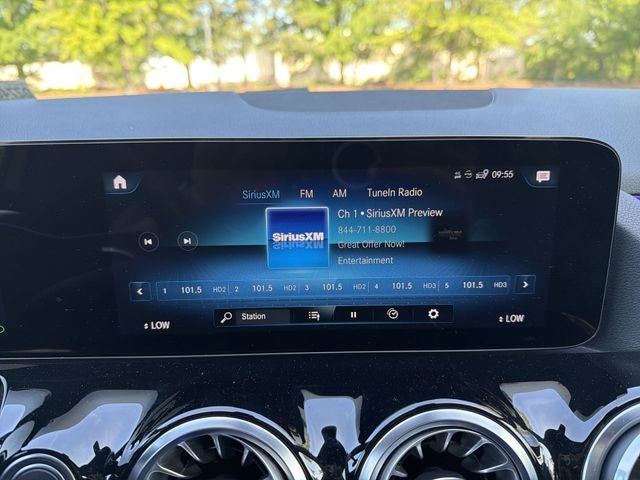 09:55
SiriusXM FM AM TuneIn Radio
Ch 1 • SiriusXM Preview
844-711-8800
Great Offer Now!
Entertainment
SiriusXM
1 101.5 HD2 2 101.5 HD2 3 101.5 HD2 4 101.5 HD3 5 101.5 HD3
Station
LOW LOW